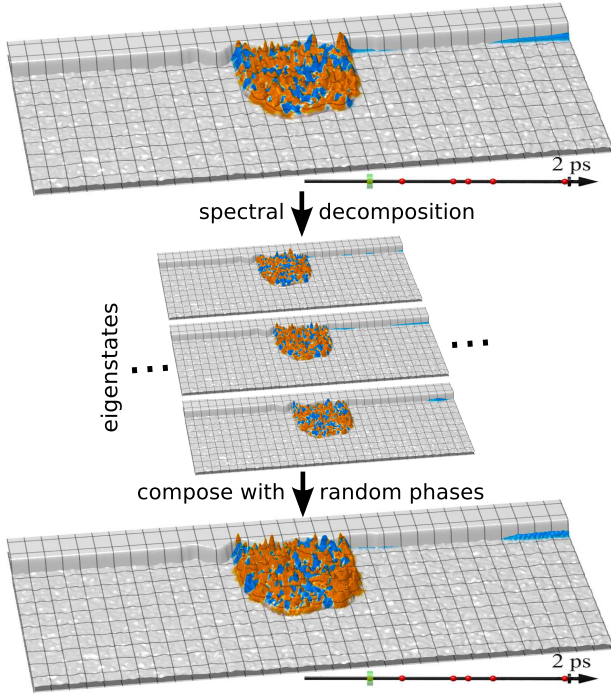 2 ps
spectral decomposition
eigenstates
compose with random phases
2 ps